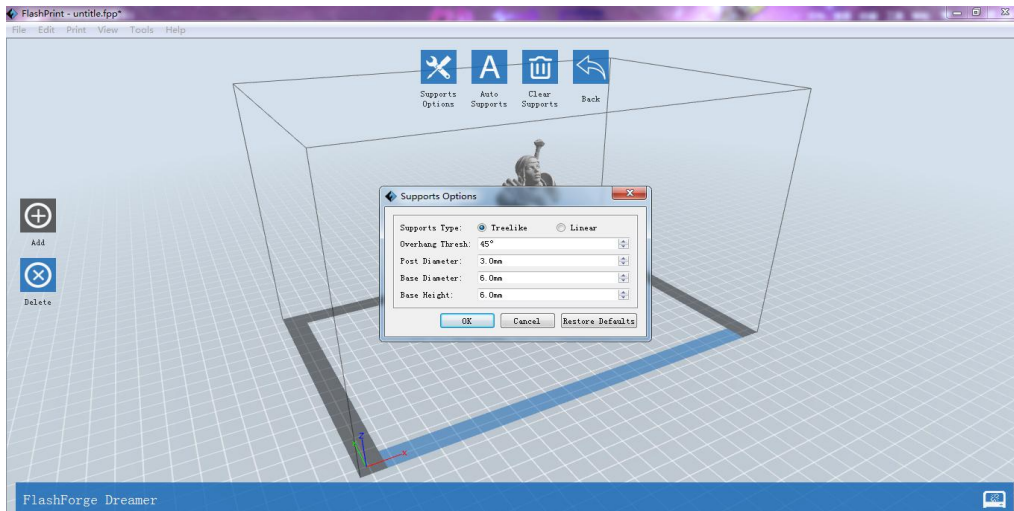 FlashPrint - untitle.fpp*
File Edit Print View Tools Help
A
Supports Options
Auto Supports
Clear Supports
Back
Add
Delete
Supports Options
Supports Type: Treelike Linear
Overhang Thresh: 45°
Post Diameter: 3.0mm
Base Diameter: 6.0mm
Base Height: 6.0mm
OK Cancel Restore Defaults
Z
X
FlashForge Dreamer